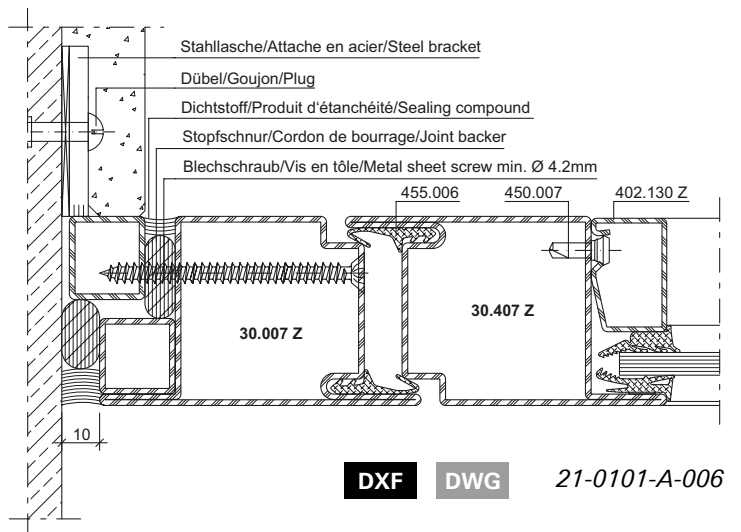 Stahllasche/Attache en acier/Steel bracket
Dübel/Goujon/Plug
Dichtstoff/Produit d'étanchéité/Sealing compound
Stopfschnur/Cordon de bourrage/Joint backer
Blechschraub/Vis en tôle/Metal sheet screw min. Ø 4.2mm
455.006 450.007 402.130 Z
30.007 Z 30.407 Z
10
DXF DWG 21-0101-A-006